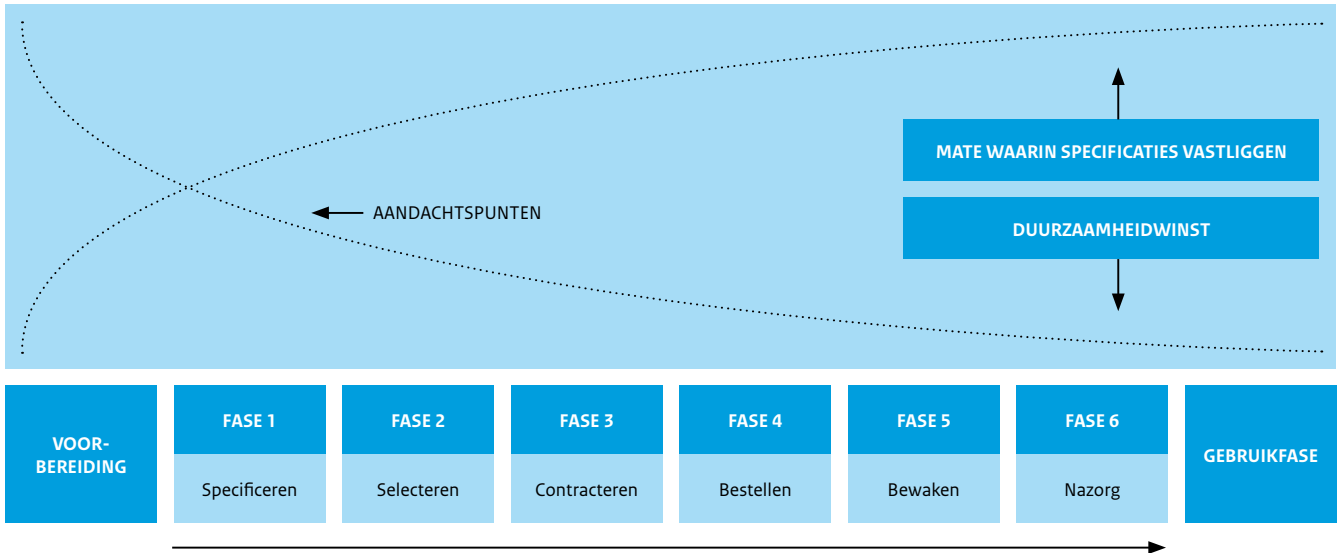 MATE WAARIN SPECIFICATIES VASTLIGGEN
AANDACHTSPUNTEN
DUURZAAMHEIDWINST
VOOR-
BEREIDING
FASE 1
Specificeren
FASE 2
Selecteren
FASE 3
Contracteren
FASE 4
Bestellen
FASE 5
Bewaken
FASE 6
Nazorg
GEBRUIKFASE